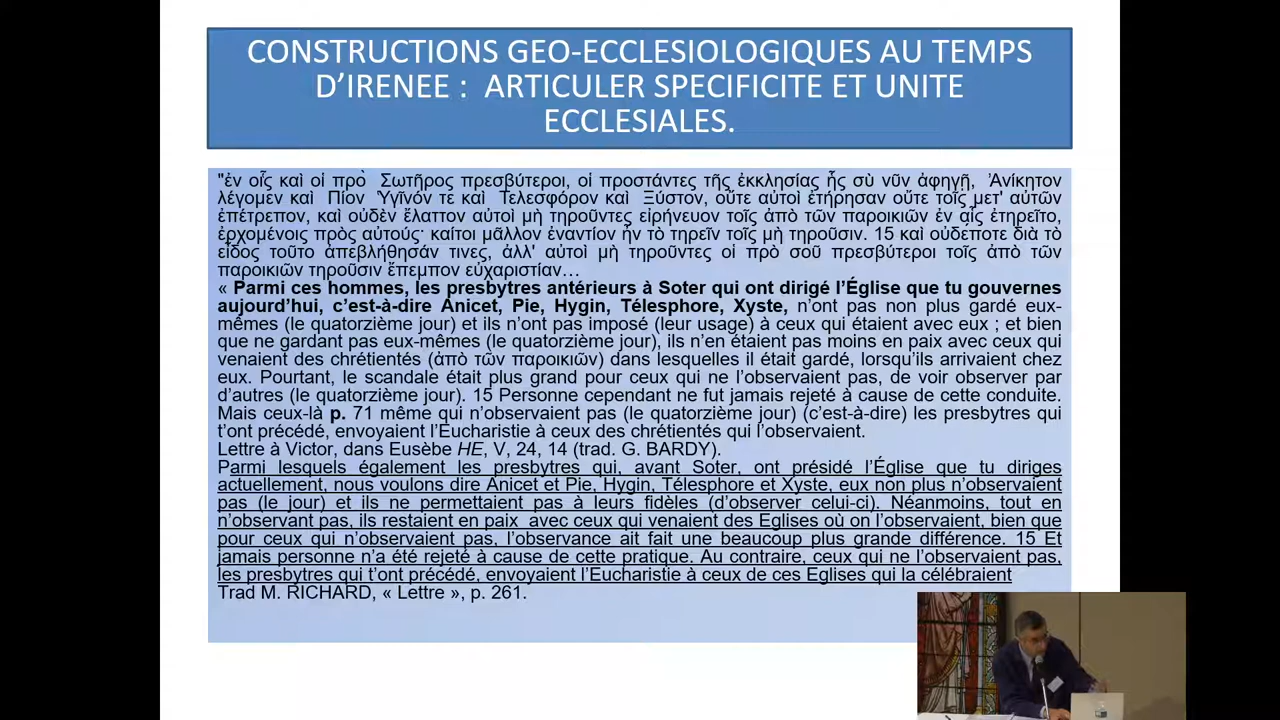 CONSTRUCTIONS GEO-ECCLESIOLOGIQUES AU TEMPS
D’IRENEE : ARTICULER SPECIFICITE ET UNITE
ECCLESIALES.
"ἐν οἷς καὶ οἱ πρὸ Σωτῆρος πρεσβύτεροι, οἱ προστάντες τῆς ἐκκλησίας ἧς σὺ νῦν ἀφηγῇ, Ἀνίκητον
λέγομεν καὶ Πίον Ὑγῖνόν τε καὶ Τελεσφόρον καὶ Ξύστον, οὔτε αὐτοὶ ἐτήρησαν οὔτε τοῖς μετ' αὐτῶν
ἐπέτρεπον, καὶ οὐδὲν ἔλαττον αὐτοὶ μὴ τηροῦντες εἰρήνευον τοῖς ἀπὸ τῶν παροικιῶν ἐν αἷς ἐτηρεῖτο,
ἐρχομένοις πρὸς αὐτούς· καίτοι μᾶλλον ἐναντίον ἦν τὸ τηρεῖν τοῖς μὴ τηροῦσιν. 15 καὶ οὐδέποτε διὰ τὸ
εἶδος τοῦτο ἀπεβλήθησάν τινες, ἀλλ' αὐτοὶ μὴ τηροῦντες οἱ πρὸ σοῦ πρεσβύτεροι τοῖς ἀπὸ τῶν
παροικιῶν τηροῦσιν ἔπεμπον εὐχαριστίαν…
« Parmi ces hommes, les presbytres antérieurs à Soter qui ont dirigé l’Église que tu gouvernes
aujourd’hui, c’est-à-dire Anicet, Pie, Hygin, Télesphore, Xyste, n’ont pas non plus gardé eux-
mêmes (le quatorzième jour) et ils n’ont pas imposé (leur usage) à ceux qui étaient avec eux ; et bien
que ne gardant pas eux-mêmes (le quatorzième jour), ils n’en étaient pas moins en paix avec ceux qui
venaient des chrétientés (ἀπὸ τῶν παροικιῶν) dans lesquelles il était gardé, lorsqu’ils arrivaient chez
eux. Pourtant, le scandale était plus grand pour ceux qui ne l’observaient pas, de voir observer par
d’autres (le quatorzième jour). 15 Personne cependant ne fut jamais rejeté à cause de cette conduite.
Mais ceux-là p. 71 même qui n’observaient pas (le quatorzième jour) (c’est-à-dire) les presbytres qui
t’ont précédé, envoyaient l’Eucharistie à ceux des chrétientés qui l’observaient.
Lettre à Victor, dans Eusèbe HE, V, 24, 14 (trad. G. BARDY).
Parmi lesquels également les presbytres qui, avant Soter, ont présidé l’Église que tu diriges
actuellement, nous voulons dire Anicet et Pie, Hygin, Télesphore et Xyste, eux non plus n’observaient
pas (le jour) et ils ne permettaient pas à leurs fidèles (d’observer celui-ci). Néanmoins, tout en
n’observant pas, ils restaient en paix avec ceux qui venaient des Eglises où on l’observaient, bien que
pour ceux qui n’observaient pas, l’observance ait fait une beaucoup plus grande différence. 15 Et
jamais personne n’a été rejeté à cause de cette pratique. Au contraire, ceux qui ne l’observaient pas,
les presbytres qui t’ont précédé, envoyaient l’Eucharistie à ceux de ces Eglises qui la célébraient
Trad M. RICHARD, « Lettre », p. 261.